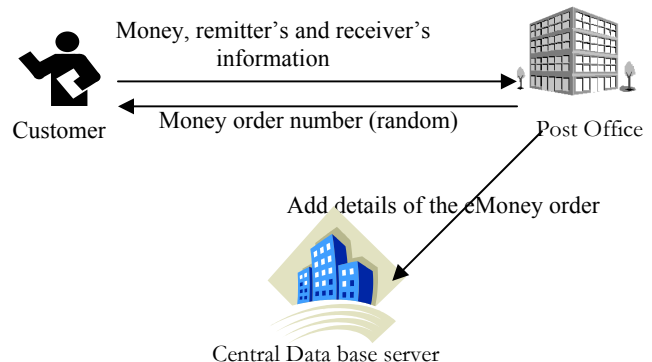 Money, remitter's and receiver's
information
Customer
Money order number (random)
Post Office
Add details of the eMoney order
Central Data base server